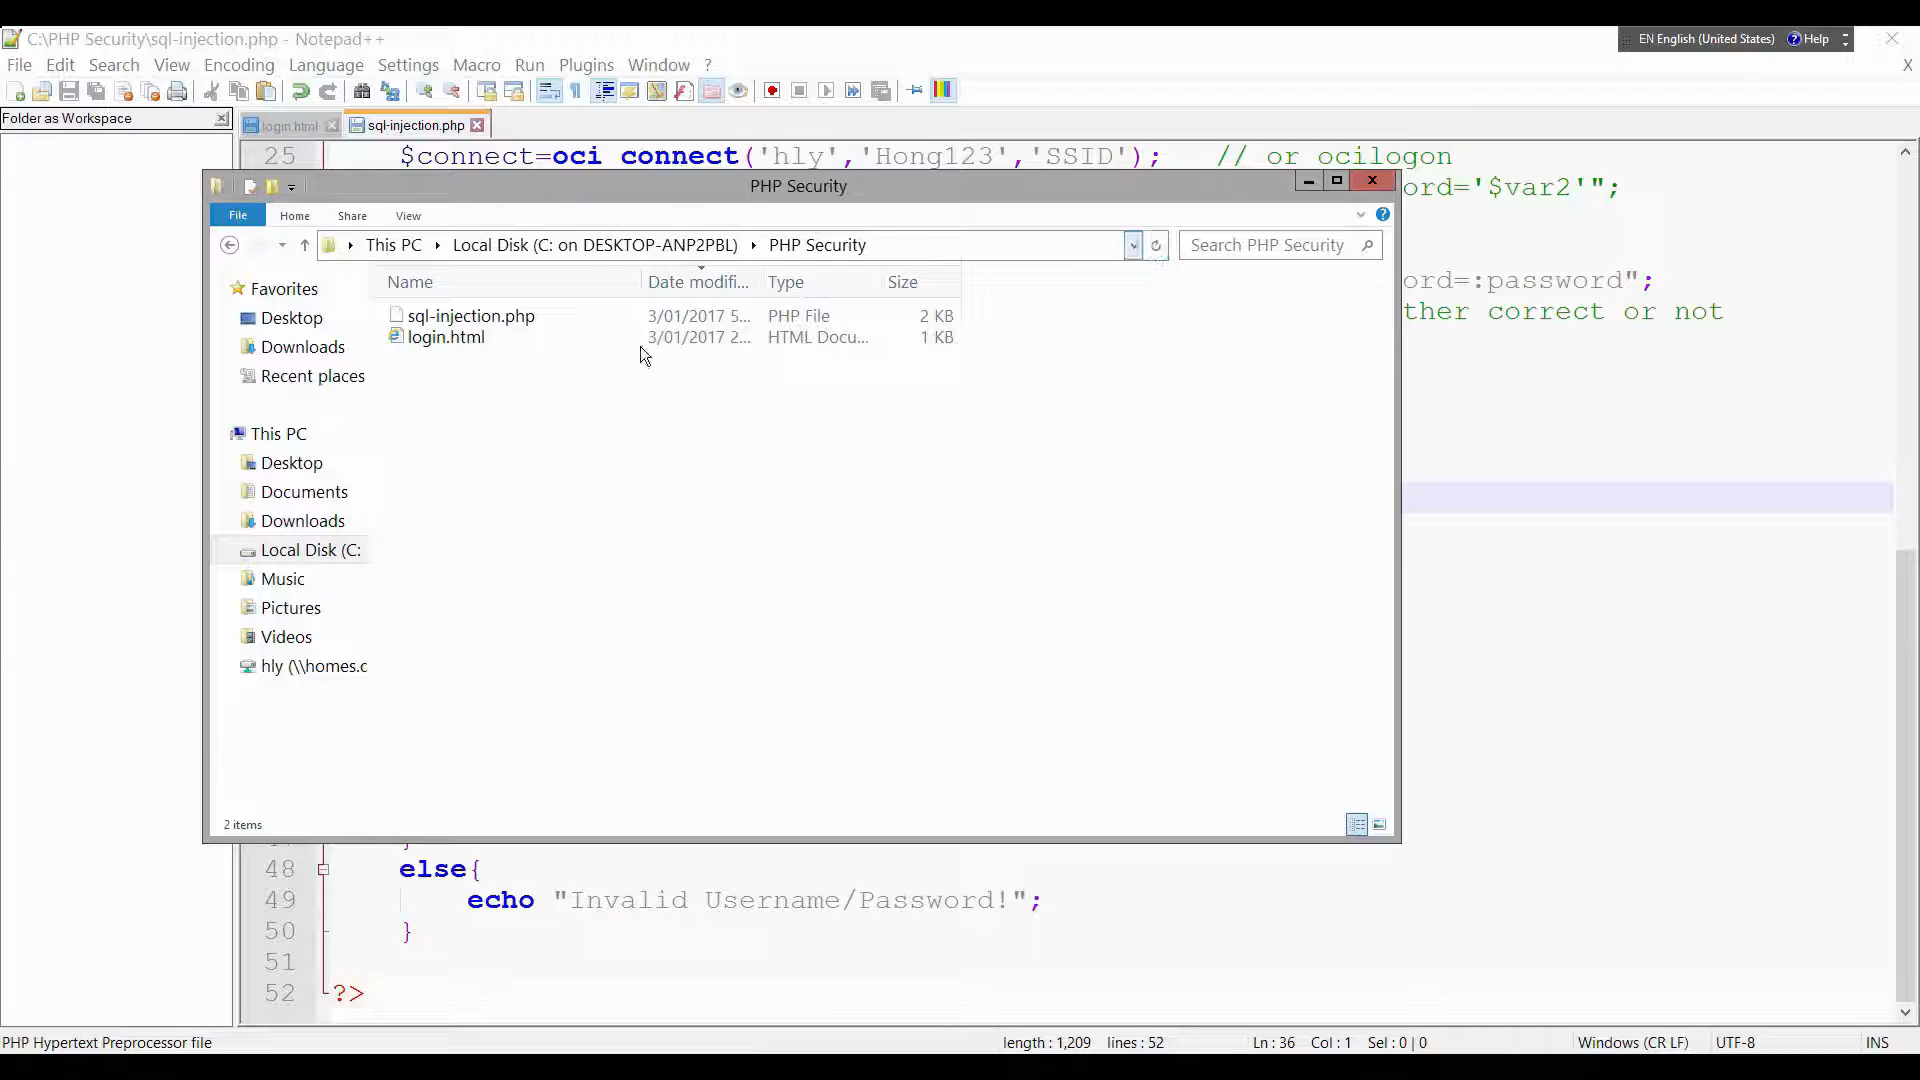 C:\PHP Security\sql-injection.php - Notepad++
EN English (United States) Help
File Edit Search View Encoding Language Settings Macro Run Plugins Window ? X
Folder as Workspace
login.html sql-injection.php
25 $connect=oci connect('hly','Hong123','SSID'); // or ocilogon
ord='$var2'";
PHP Security
File Home Share View
This PC Local Disk (C: on DESKTOP-ANP2PBL) PHP Security Search PHP Security
Name Date modifi... Type Size
sql-injection.php 3/01/2017 5... PHP File 2 KB
login.html 3/01/2017 2... HTML Docu... 1 KB
ord=:password";
ther correct or not
Favorites
Desktop
Downloads
Recent places
This PC
Desktop
Documents
Downloads
Local Disk (C:
Music
Pictures
Videos
hly (\\homes.c
2 items
48 else{
49 echo "Invalid Username/Password!";
50 }
51
52 ?>
PHP Hypertext Preprocessor file length : 1,209 lines : 52 Ln : 36 Col : 1 Sel : 0 | 0 Windows (CR LF) UTF-8 INS